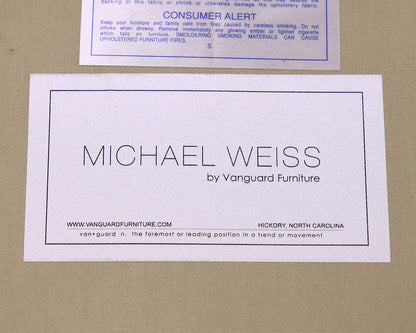 backing of this fabric or shrink or otherwise damage the upholstery fabric.
CONSUMER ALERT
Keep your furniture and family safe from fires caused by careless smoking. Do not
smoke when drowsy. Remove immediately any glowing ember or lighted cigarette
which falls on furniture. SMOLDERING SMOKING MATERIALS CAN CAUSE
UPHOLSTERED FURNITURE FIRES.
S
MICHAEL WEISS
by Vanguard Furniture
WWW.VANGUARDFURNITURE.COM HICKORY, NORTH CAROLINA
van•guard n. the foremost or leading position in a trend or movement